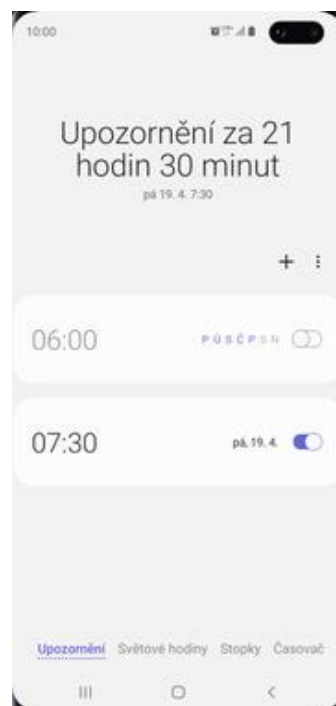 10:00
Upozornění za 21
hodin 30 minut
pá 19. 4. 7:30
06:00 P Ú S Č P S N
07:30 pá, 19. 4.
Upozornění Světové hodiny Stopky Časovač